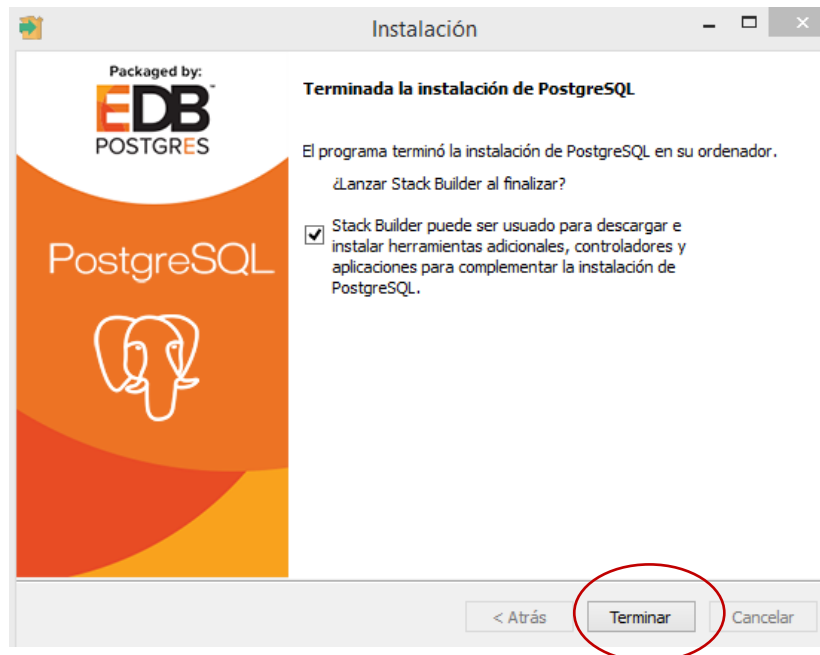 Instalación
Packaged by:
EDB™
POSTGRES
PostgreSQL
Terminada la instalación de PostgreSQL
El programa terminó la instalación de PostgreSQL en su ordenador.
¿Lanzar Stack Builder al finalizar?
Stack Builder puede ser usado para descargar e
instalar herramientas adicionales, controladores y
aplicaciones para complementar la instalación de
PostgreSQL.
< Atrás
Terminar
Cancelar